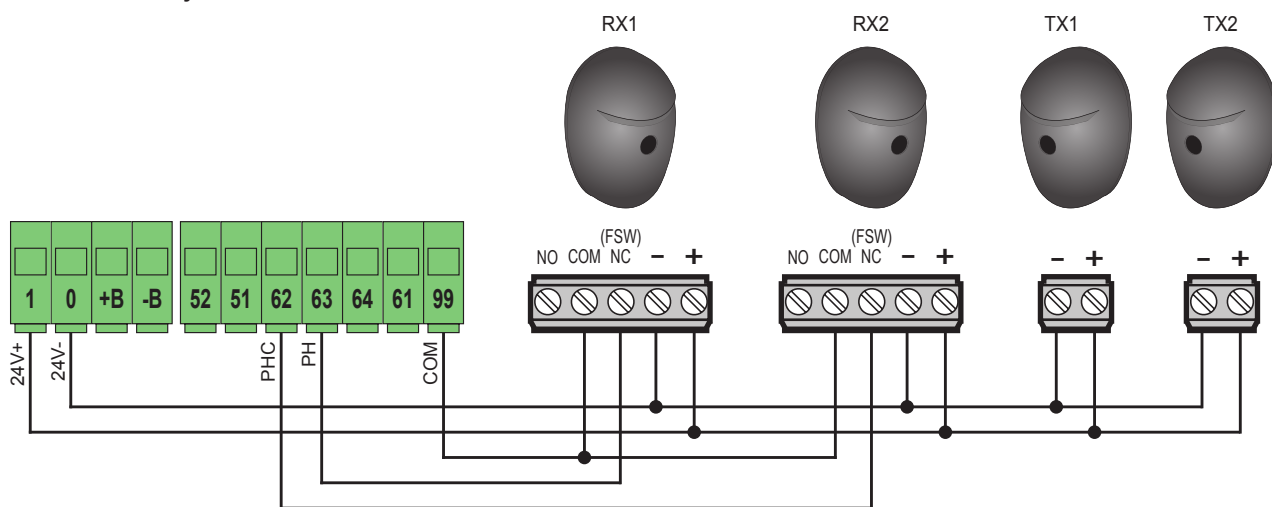 RX1 RX2 TX1 TX2
(FSW) (FSW)
NO COM NC − + NO COM NC − + − + − +
1 0 +B -B 52 51 62 63 64 61 99
24V+ 24V- PHC PH COM